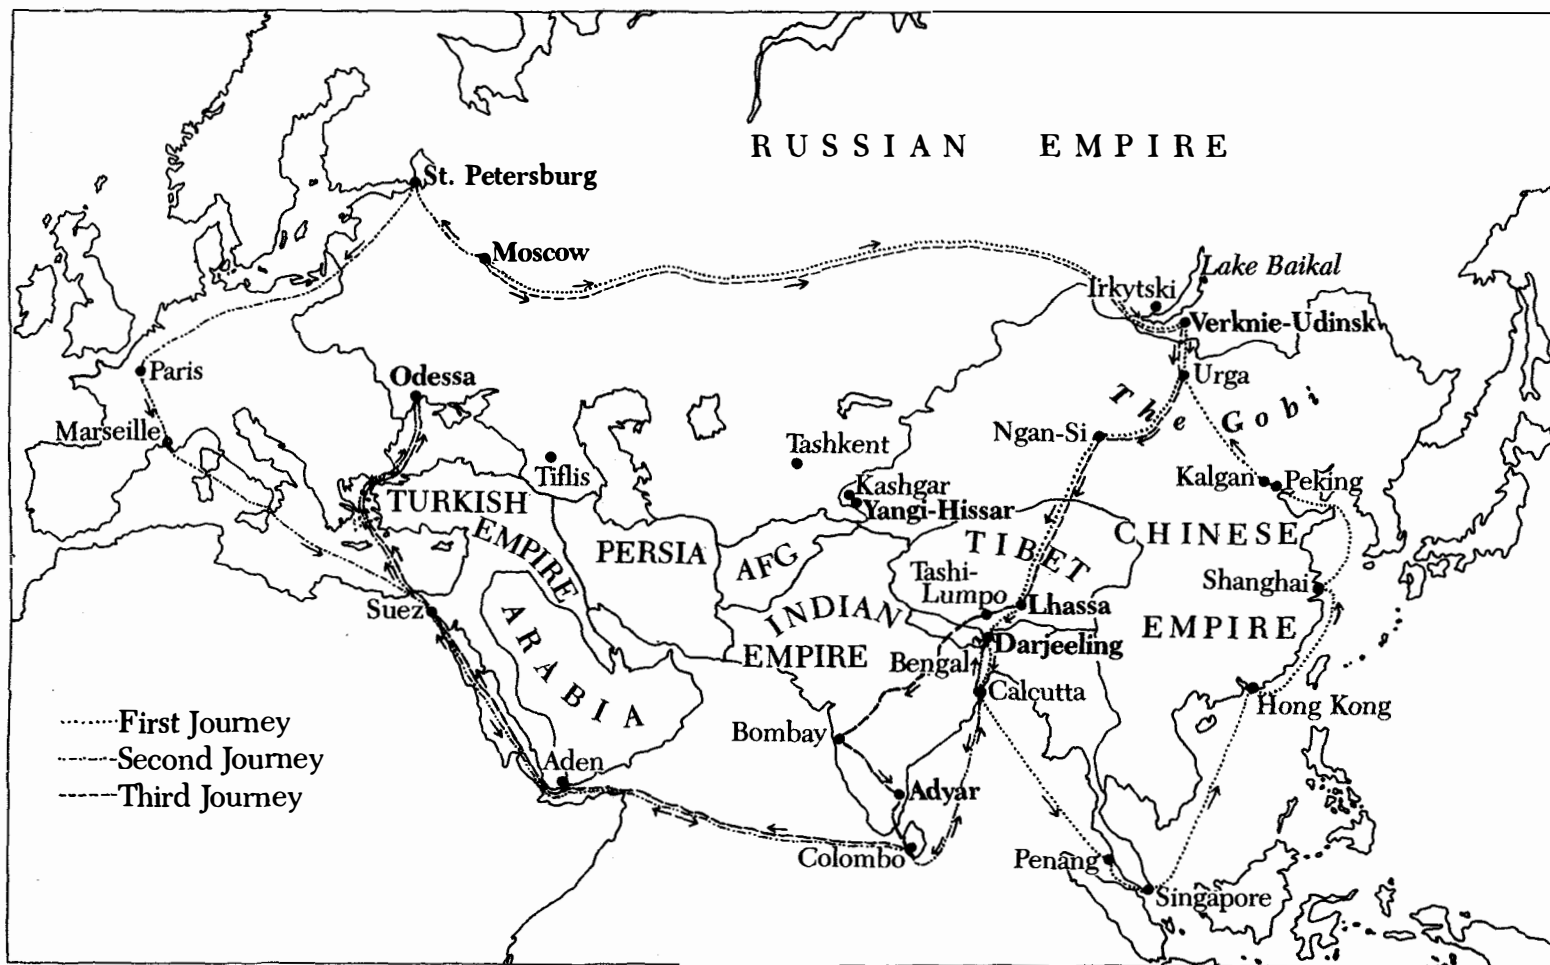 RUSSIAN EMPIRE
St. Petersburg
Moscow
Lake Baikal
Irkytski
Verknie-Udinsk
Paris
Odessa
Urga
The Gobi
Marseille
Ngan-Si
Tashkent
Tiflis
Kalgan
Peking
Kashgar
Yangi-Hissar
TURKISH
EMPIRE
PERSIA
AFG
TIBET
CHINESE
EMPIRE
Tashi-
Lumpo
Shanghai
Suez
Lhassa
ARABIA
INDIAN
EMPIRE
Darjeeling
Bengal
Calcutta
Hong Kong
First Journey
Second Journey
Third Journey
Bombay
Aden
Adyar
Colombo
Penang
Singapore